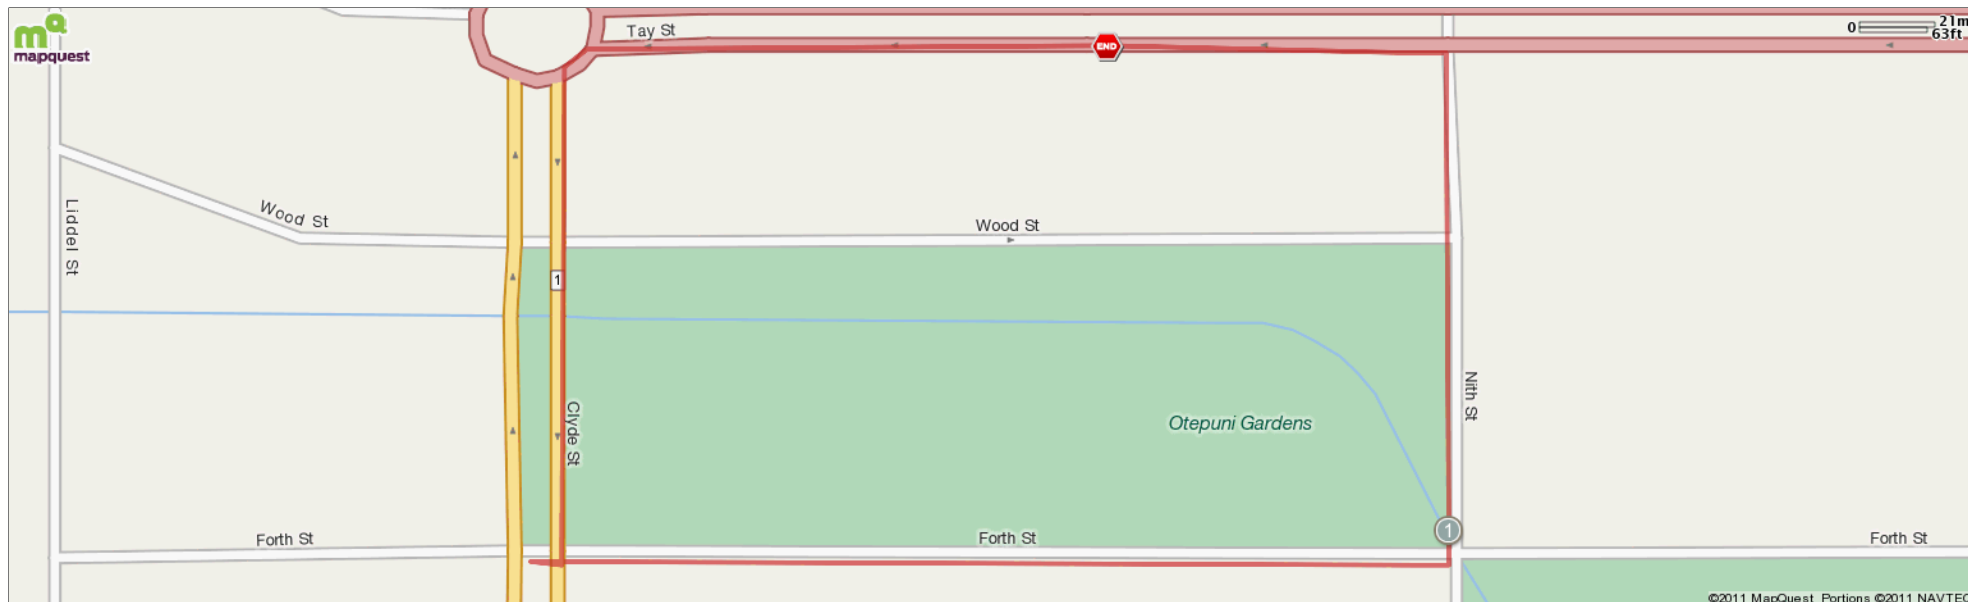 mQ
mapquest
Tay St
END
0
21m
63ft
Wood St
Wood St
Liddel St
1
Clyde St
Nith St
Otepuni Gardens
1
Forth St
Forth St
Forth St
©2011 MapQuest Portions ©2011 NAVTEQ